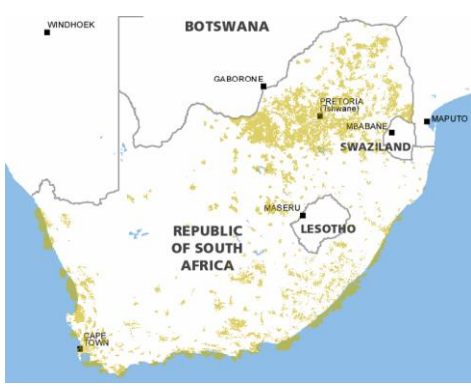 WINDHOEK
BOTSWANA
GABORONE
PRETORIA
(Tshwane)
MAPUTO
MBABANE
SWAZILAND
MASERU
LESOTHO
REPUBLIC
OF SOUTH
AFRICA
CAPE
TOWN